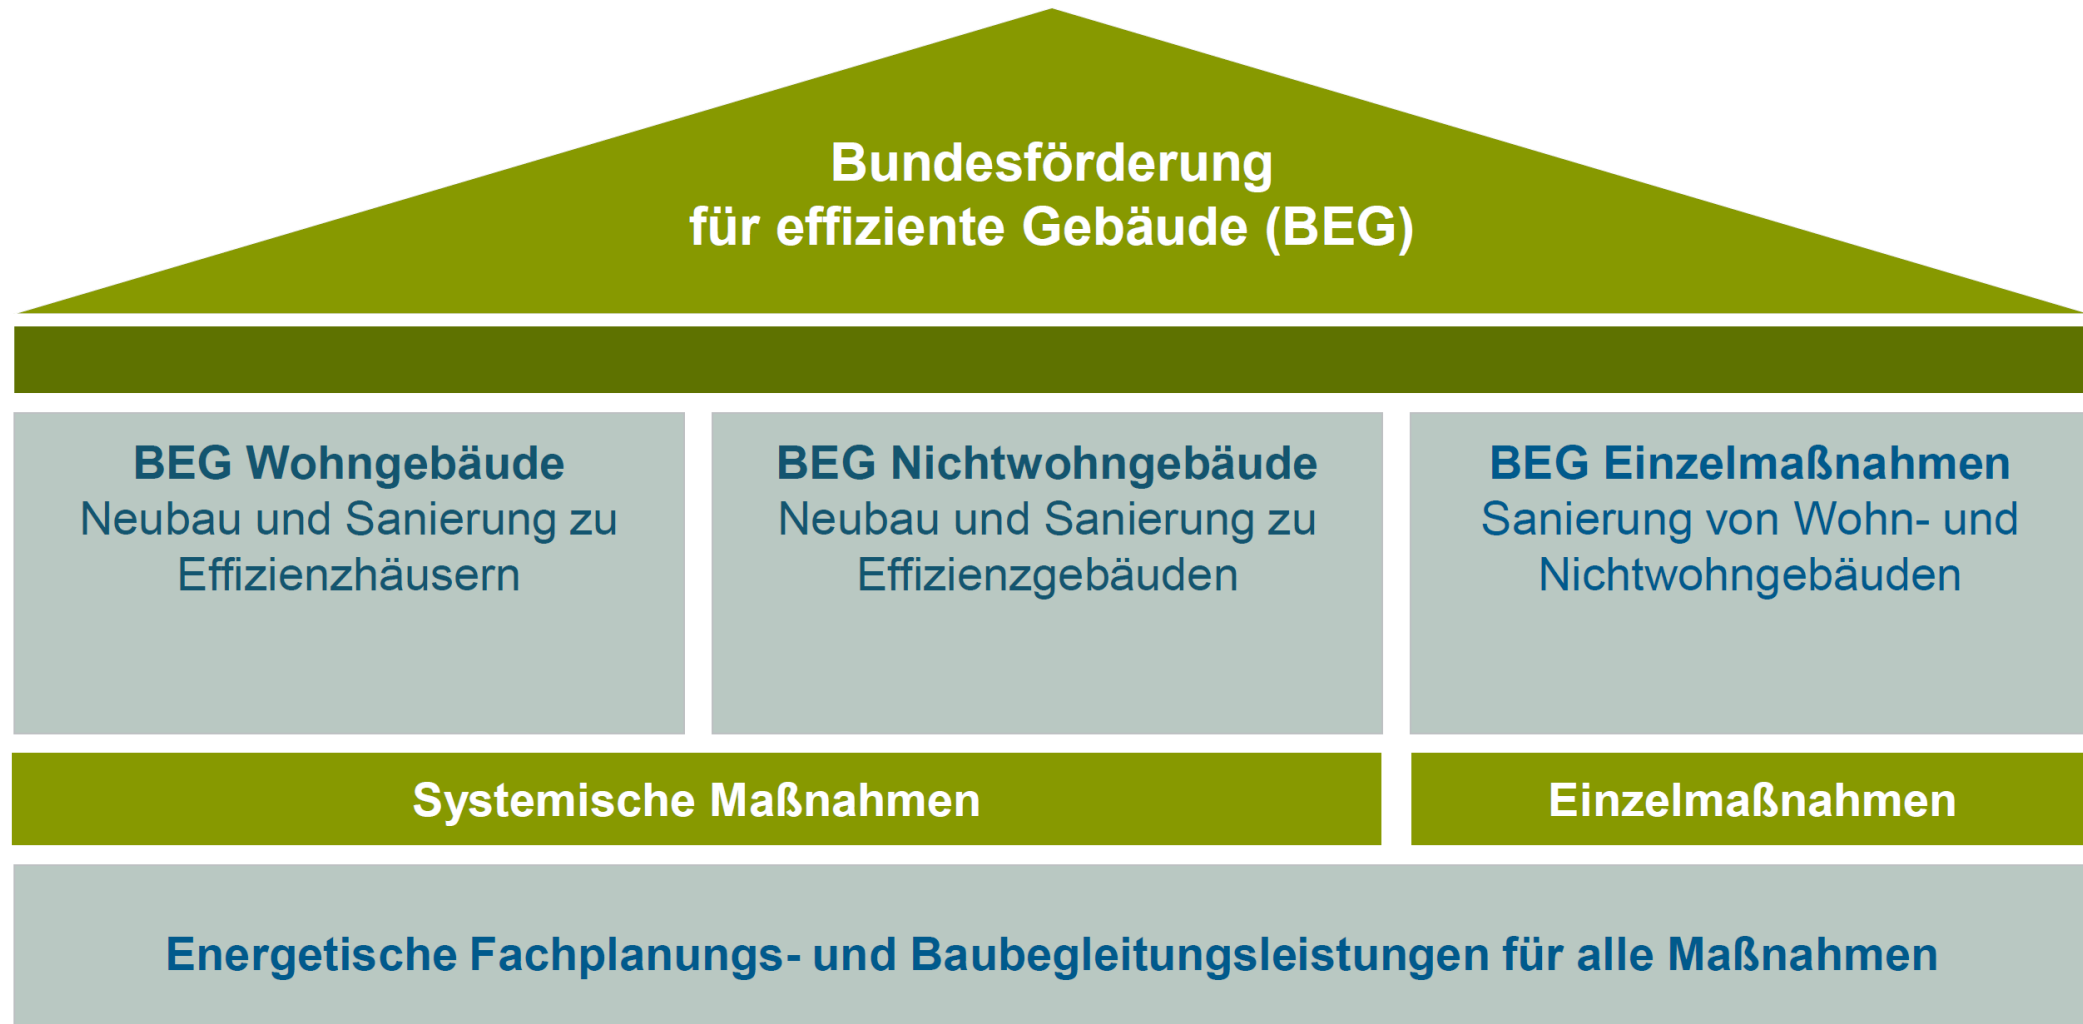 Bundesförderung
für effiziente Gebäude (BEG)
BEG Wohngebäude
Neubau und Sanierung zu
Effizienzhäusern
BEG Nichtwohngebäude
Neubau und Sanierung zu
Effizienzgebäuden
BEG Einzelmaßnahmen
Sanierung von Wohn- und
Nichtwohngebäuden
Systemische Maßnahmen
Einzelmaßnahmen
Energetische Fachplanungs- und Baubegleitungsleistungen für alle Maßnahmen